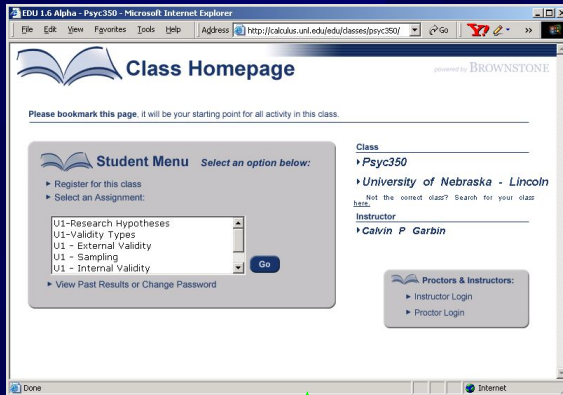 EDU 1.6 Alpha - Psyc350 - Microsoft Internet Explorer
File Edit View Favorites Tools Help Address http://calculus.unl.edu/edu/classes/psyc350/ Go Y! »
Class Homepage
powered by BROWNSTONE
Please bookmark this page, it will be your starting point for all activity in this class.
Student Menu Select an option below:
Register for this class
Select an Assignment:
U1-Research Hypotheses
U1-Validity Types
U1 - External Validity
U1 - Sampling
U1 - Internal Validity
Go
View Past Results or Change Password
Class
Psyc350
University of Nebraska - Lincoln
Not the correct class? Search for your class
here.
Instructor
Calvin P Garbin
Proctors & Instructors:
Instructor Login
Proctor Login
Done Internet